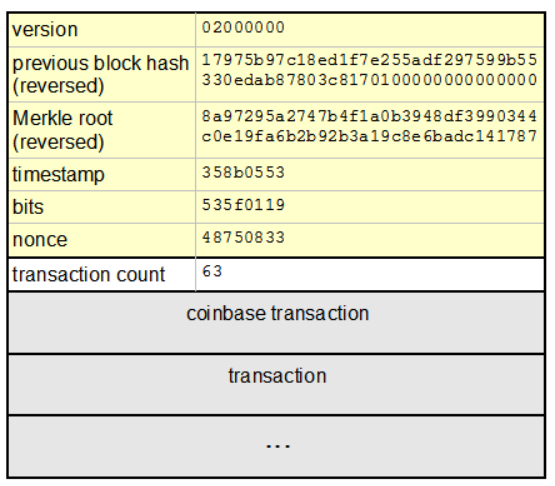 version 02000000
previous block hash 17975b97c18ed1f7e255adf297599b55
(reversed) 330edab87803c8170100000000000000
Merkle root 8a97295a2747b4f1a0b3948df3990344
(reversed) c0e19fa6b2b92b3a19c8e6badc141787
timestamp 358b0553
bits 535f0119
nonce 48750833
transaction count 63
coinbase transaction
transaction
...